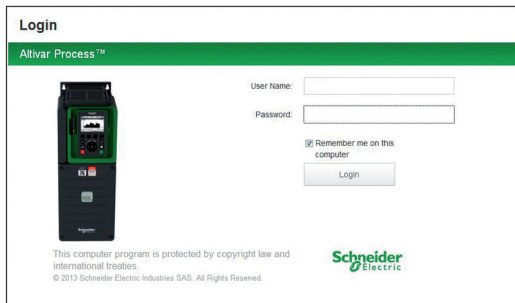 Login
Altivar Process™
User Name:
Password:
Remember me on this
computer
Login
This computer program is protected by copyright law and
international treaties.
© 2013 Schneider Electric Industries SAS. All Rights Reserved.
Schneider
Electric